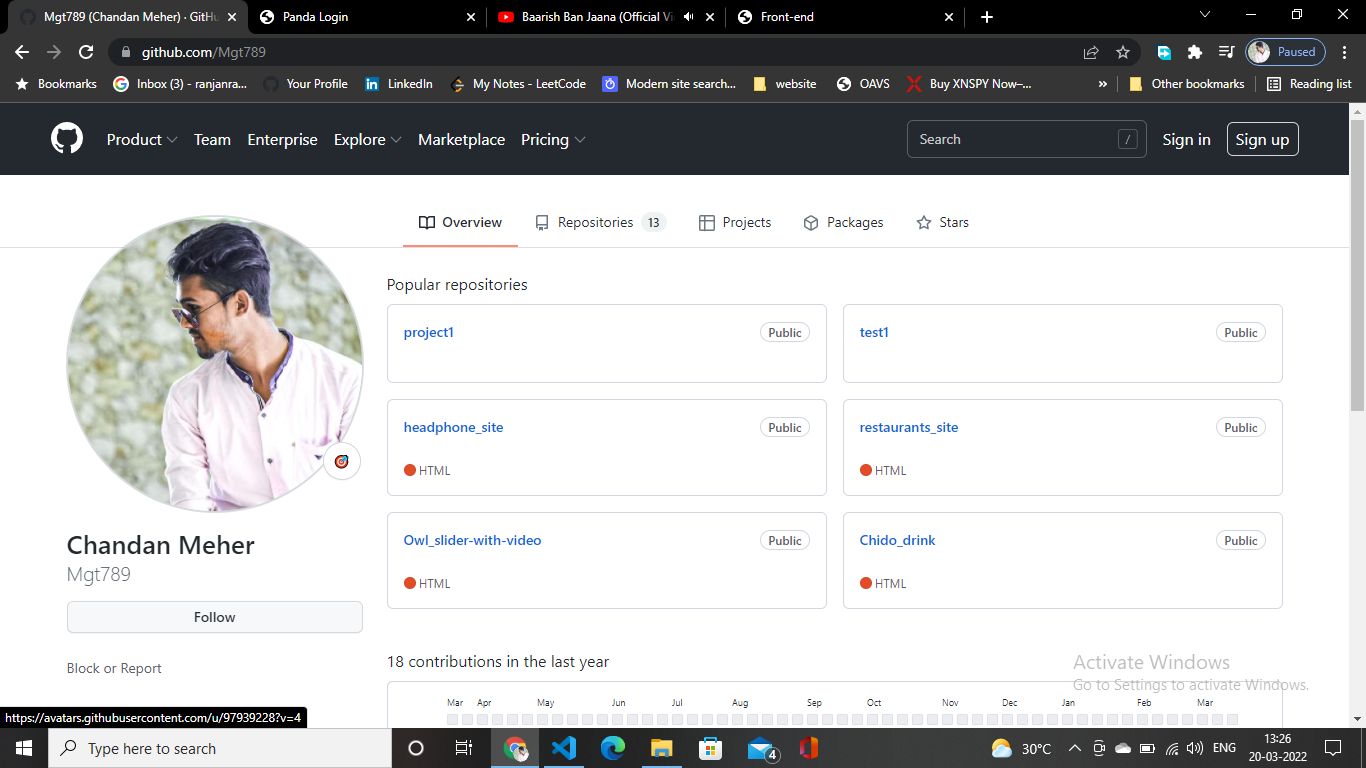 Mgt789 (Chandan Meher) · GitHu
Panda Login
Baarish Ban Jaana (Official Vi
Front-end
github.com/Mgt789
Paused
Bookmarks
Inbox (3) - ranjanra...
Your Profile
LinkedIn
My Notes - LeetCode
Modern site search...
website
OAVS
Buy XNSPY Now–...
»
Other bookmarks
Reading list
Product
Team
Enterprise
Explore
Marketplace
Pricing
Search
/
Sign in
Sign up
Overview
Repositories 13
Projects
Packages
Stars
Popular repositories
project1
Public
test1
Public
headphone_site
Public
HTML
restaurants_site
Public
HTML
Owl_slider-with-video
Public
HTML
Chido_drink
Public
HTML
Chandan Meher
Mgt789
Follow
Block or Report
18 contributions in the last year
Mar Apr May Jun Jul Aug Sep Oct Nov Dec Jan Feb Mar
Activate Windows
Go to Settings to activate Windows.
https://avatars.githubusercontent.com/u/97939228?v=4
Type here to search
4
30°C
ENG
13:26
20-03-2022